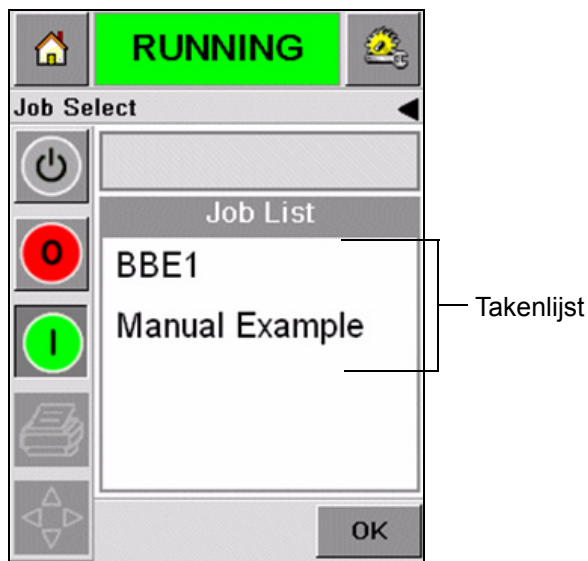 RUNNING
Job Select
Job List
O
BBE1
Manual Example
I
Takenlijst
OK